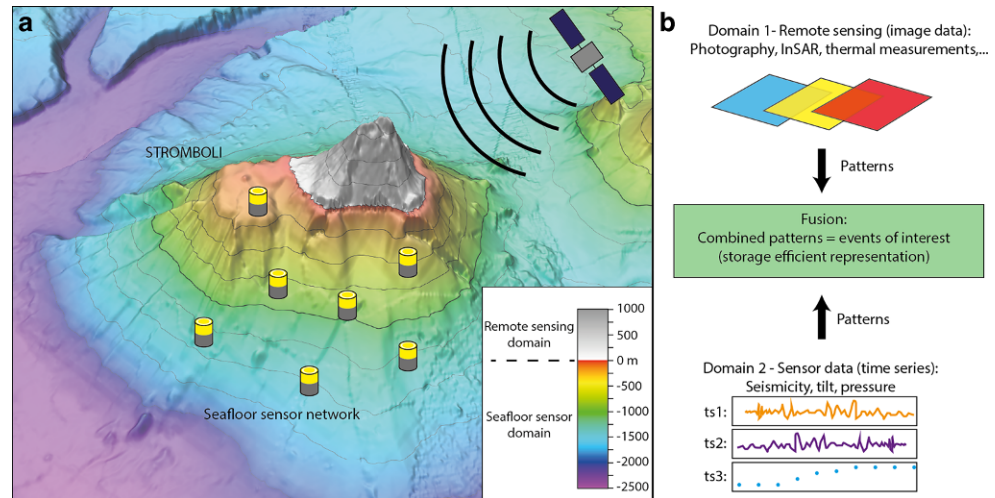 a
STROMBOLI
Seafloor sensor network
Remote sensing
domain
Seafloor sensor
domain
1000
500
0 m
-500
-1000
-1500
-2000
-2500
b
Domain 1- Remote sensing (image data):
Photography, InSAR, thermal measurements,...
Patterns
Fusion:
Combined patterns = events of interest
(storage efficient representation)
Patterns
Domain 2 - Sensor data (time series):
Seismicity, tilt, pressure
ts1:
ts2:
ts3: